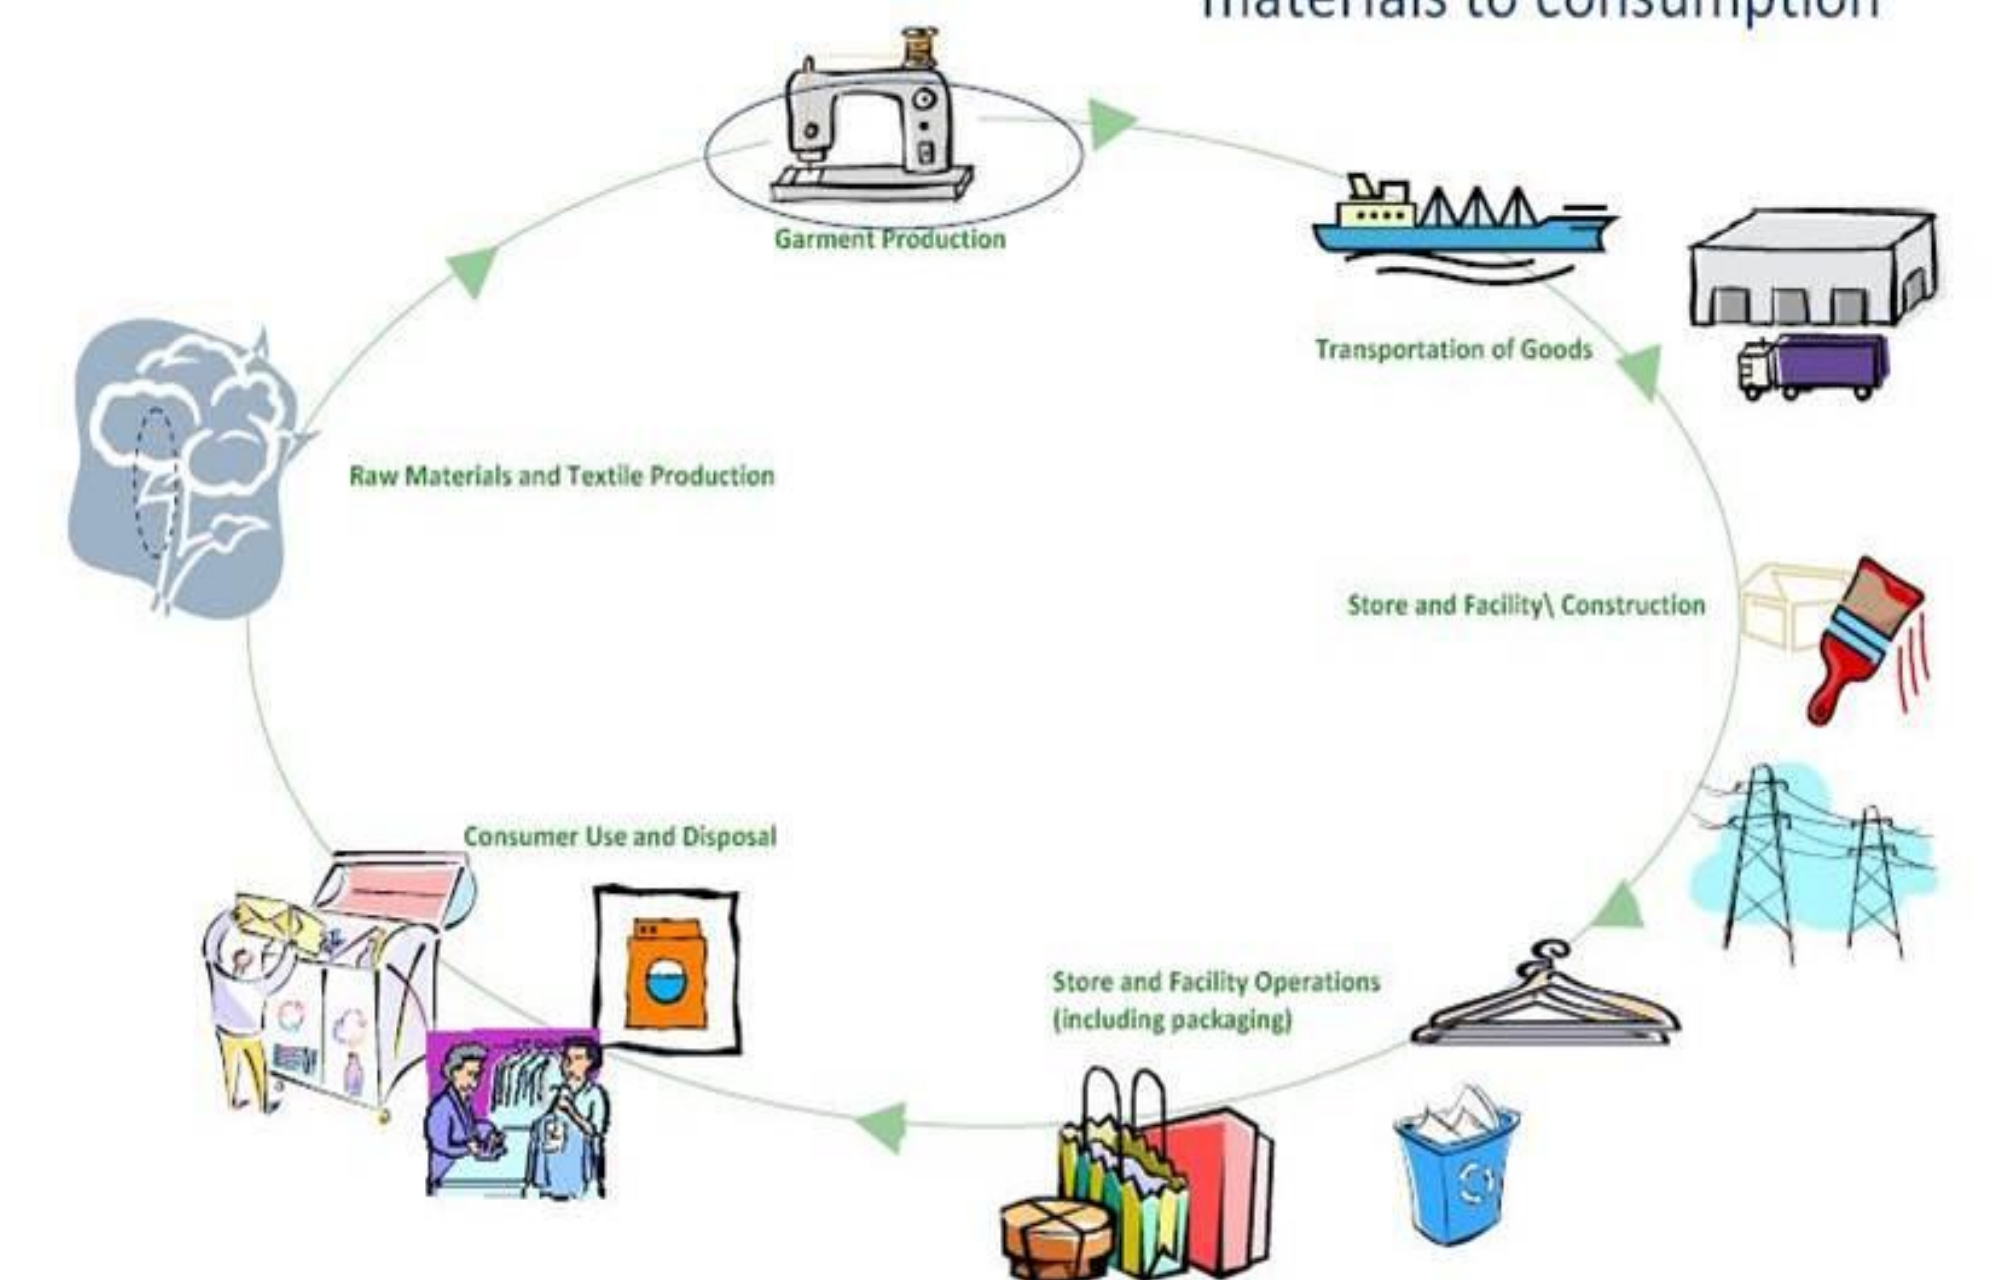 materials to consumption
Garment Production
Transportation of Goods
Raw Materials and Textile Production
Store and Facility\ Construction
Consumer Use and Disposal
Store and Facility Operations
(including packaging)